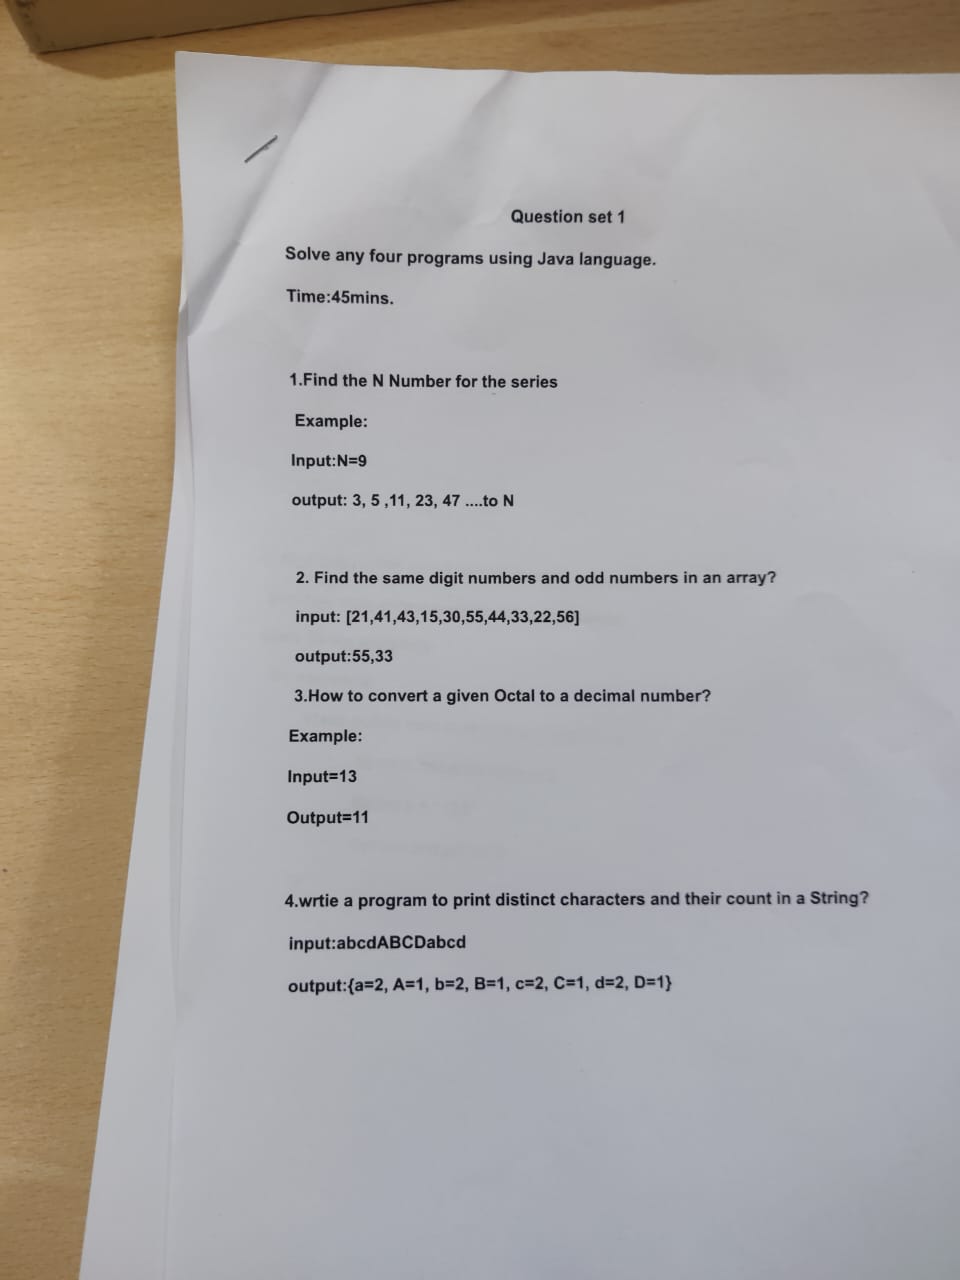 Question set 1
Solve any four programs using Java language.
Time:45mins.
1.Find the N Number for the series
Example:
Input:N=9
output: 3, 5 ,11, 23, 47 ....to N
2. Find the same digit numbers and odd numbers in an array?
input: [21,41,43,15,30,55,44,33,22,56]
output:55,33
3.How to convert a given Octal to a decimal number?
Example:
Input=13
Output=11
4.wrtie a program to print distinct characters and their count in a String?
input:abcdABCDabcd
output:{a=2, A=1, b=2, B=1, c=2, C=1, d=2, D=1}